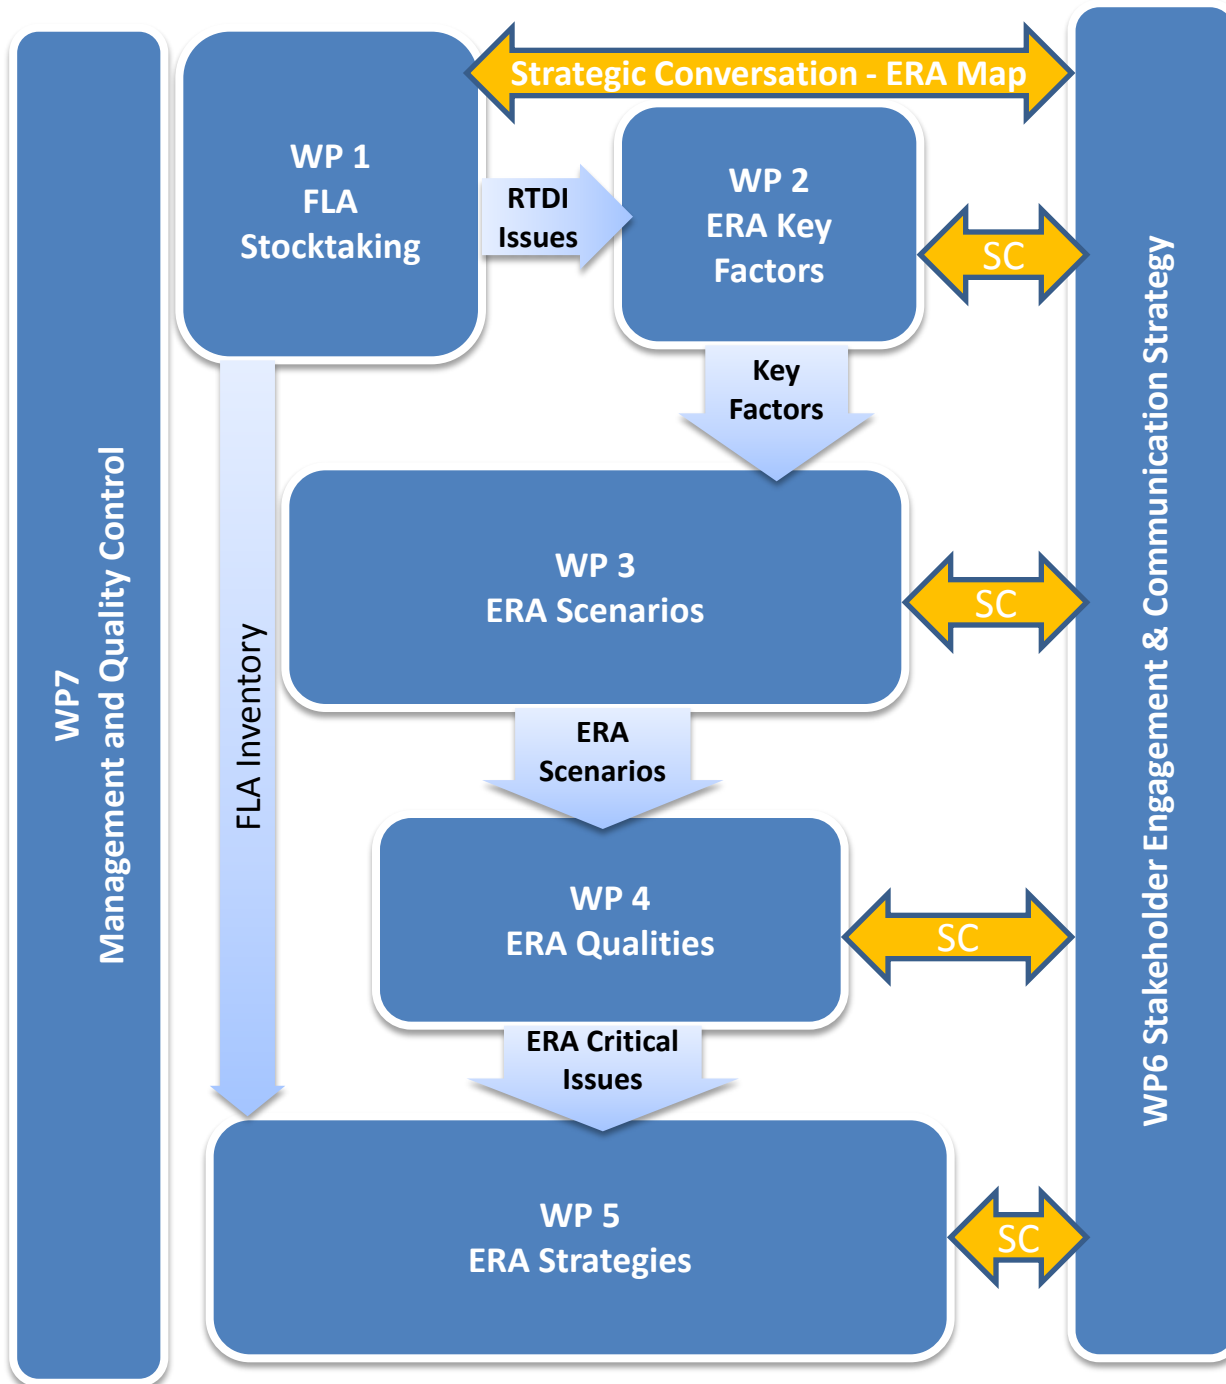 Strategic Conversation - ERA Map
WP 1
FLA
Stocktaking
RTDI
Issues
WP 2
ERA Key
Factors
SC
Key
Factors
WP 3
ERA Scenarios
SC
ERA
Scenarios
WP 4
ERA Qualities
SC
ERA Critical
Issues
WP 5
ERA Strategies
SC
FLA Inventory
WP7
Management and Quality Control
WP6 Stakeholder Engagement & Communication Strategy